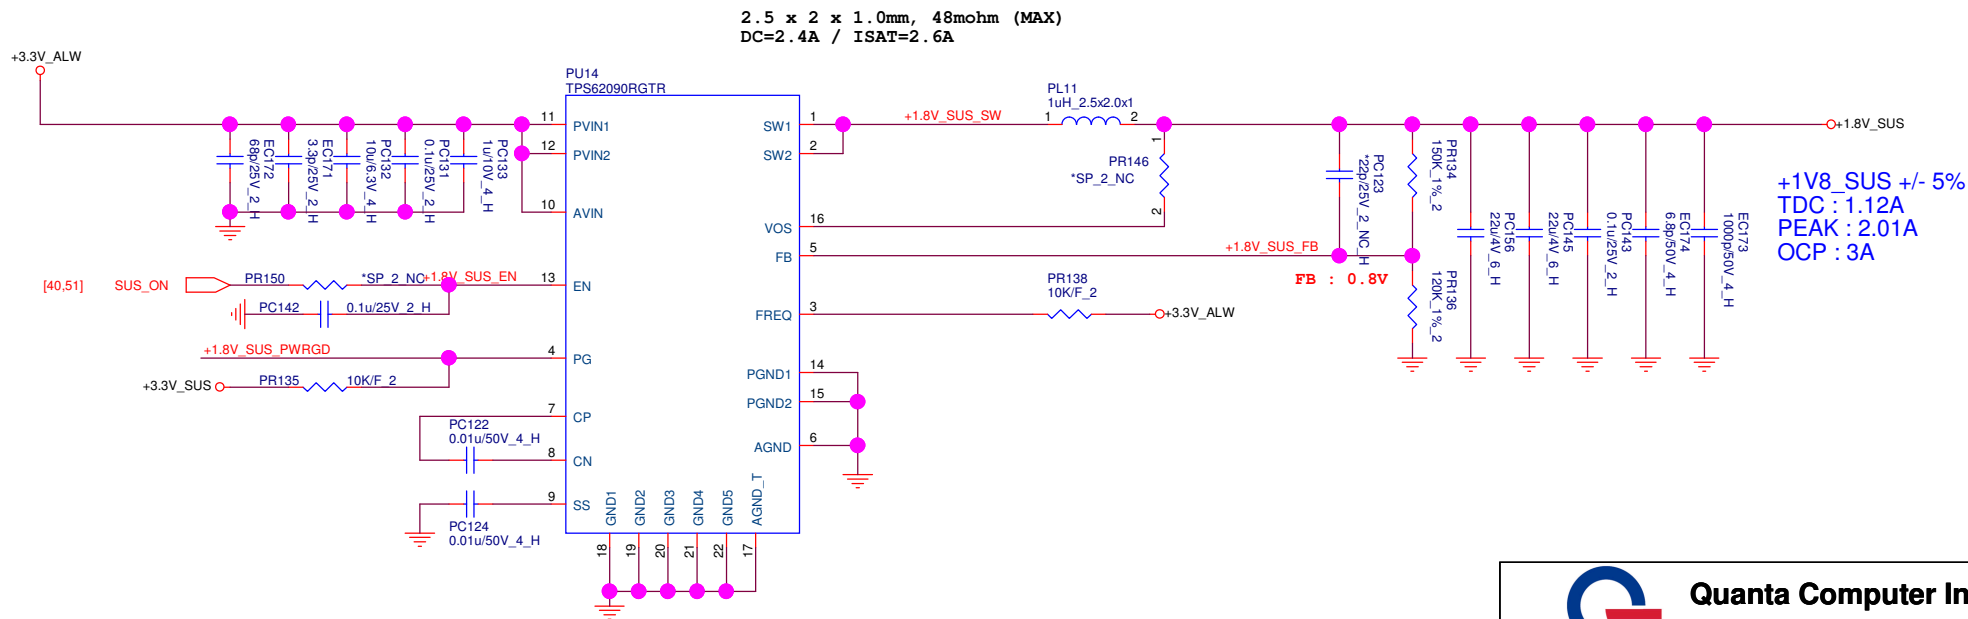 2.5 x 2 x 1.0mm, 48mohm (MAX)
DC=2.4A / ISAT=2.6A
+3.3V_ALW
PU14
TPS62090RGTR
EC172
68p/25V_2_H
EC171
3.3p/25V_2_H
PC132
10u/6.3V_4_H
PC131
0.1u/25V_2_H
PC133
1u/10V_4_H
11
PVIN1
12
PVIN2
10
AVIN
SW1
1
SW2
2
+1.8V_SUS_SW
PL11
1uH_2.5x2.0x1
1
2
PR146
*SP_2_NC
1
2
VOS
16
FB
5
+1.8V_SUS_FB
FB : 0.8V
PC123
*22p/25V_2_NC_H
PR134
150K_1%_2
PR136
120K_1%_2
PC156
22u/4V_6_H
PC145
22u/4V_6_H
PC143
0.1u/25V_2_H
EC174
6.8p/50V_4_H
EC173
1000p/50V_4_H
+1.8V_SUS
+1V8_SUS +/- 5%
TDC : 1.12A
PEAK : 2.01A
OCP : 3A
[40,51]
SUS_ON
PR150
*SP_2_NC
+1.8V_SUS_EN
13
EN
PC142
0.1u/25V_2_H
FREQ
3
PR138
10K/F_2
+3.3V_ALW
+1.8V_SUS_PWRGD
4
PG
+3.3V_SUS
PR135
10K/F_2
PGND1
14
PGND2
15
AGND
6
7
CP
PC122
0.01u/50V_4_H
8
CN
9
SS
PC124
0.01u/50V_4_H
GND1
GND2
GND3
GND4
GND5
AGND_T
18
19
20
21
22
17
Quanta Computer In